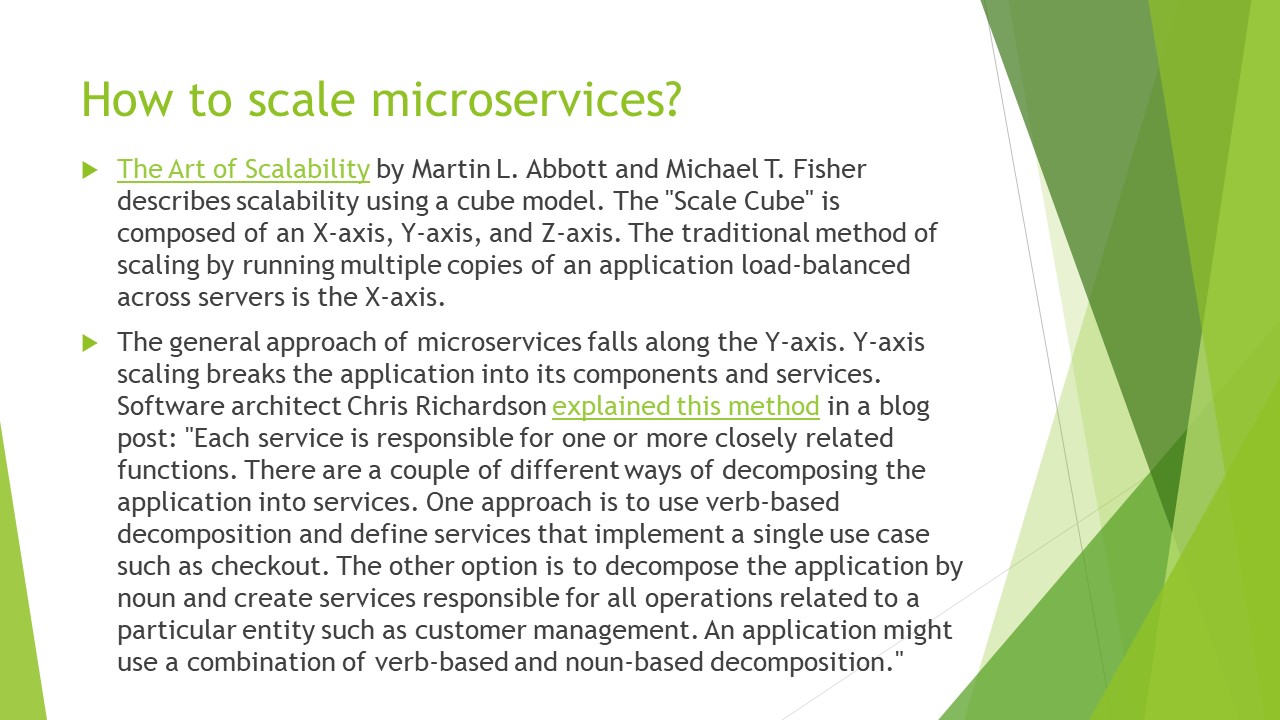 How to scale microservices?
The Art of Scalability by Martin L. Abbott and Michael T. Fisher
describes scalability using a cube model. The "Scale Cube" is
composed of an X-axis, Y-axis, and Z-axis. The traditional method of
scaling by running multiple copies of an application load-balanced
across servers is the X-axis.
The general approach of microservices falls along the Y-axis. Y-axis
scaling breaks the application into its components and services.
Software architect Chris Richardson explained this method in a blog
post: "Each service is responsible for one or more closely related
functions. There are a couple of different ways of decomposing the
application into services. One approach is to use verb-based
decomposition and define services that implement a single use case
such as checkout. The other option is to decompose the application by
noun and create services responsible for all operations related to a
particular entity such as customer management. An application might
use a combination of verb-based and noun-based decomposition."